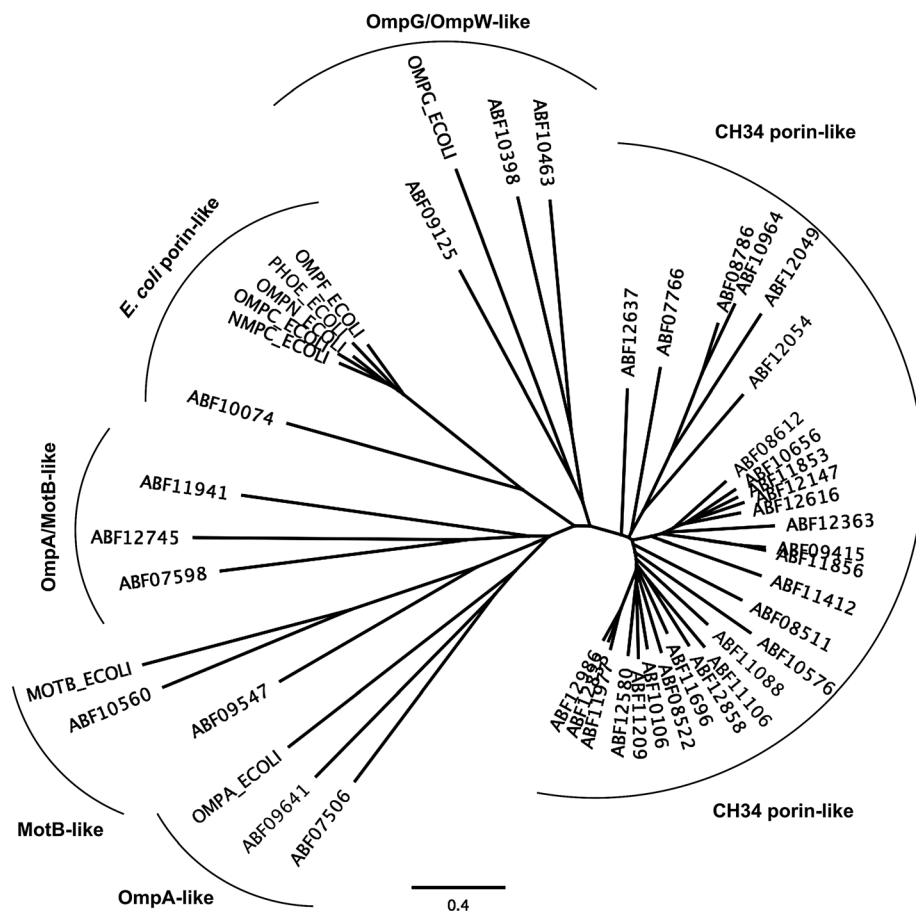 OmpG/OmpW-like
OMPG_ECOLI
ABF10398
ABF10463
ABF09125
CH34 porin-like
ABF12637
ABF07766
ABF08786
ABF10964
ABF12049
ABF12054
ABF08612
ABF10656
ABF11853
ABF12147
ABF12616
ABF12363
ABF09415
ABF11856
ABF11412
ABF08511
ABF10576
ABF11088
ABF11106
ABF12858
ABF11696
ABF08522
ABF10106
ABF11209
ABF12580
ABF11977
ABF12986
CH34 porin-like
E. coli porin-like
OMPF_ECOLI
PHOE_ECOLI
OMPN_ECOLI
OMPC_ECOLI
NMPC_ECOLI
ABF10074
OmpA/MotB-like
ABF11941
ABF12745
ABF07598
MOTB_ECOLI
ABF10560
ABF09547
MotB-like
OMPA_ECOLI
ABF09641
ABF07506
OmpA-like
0.4